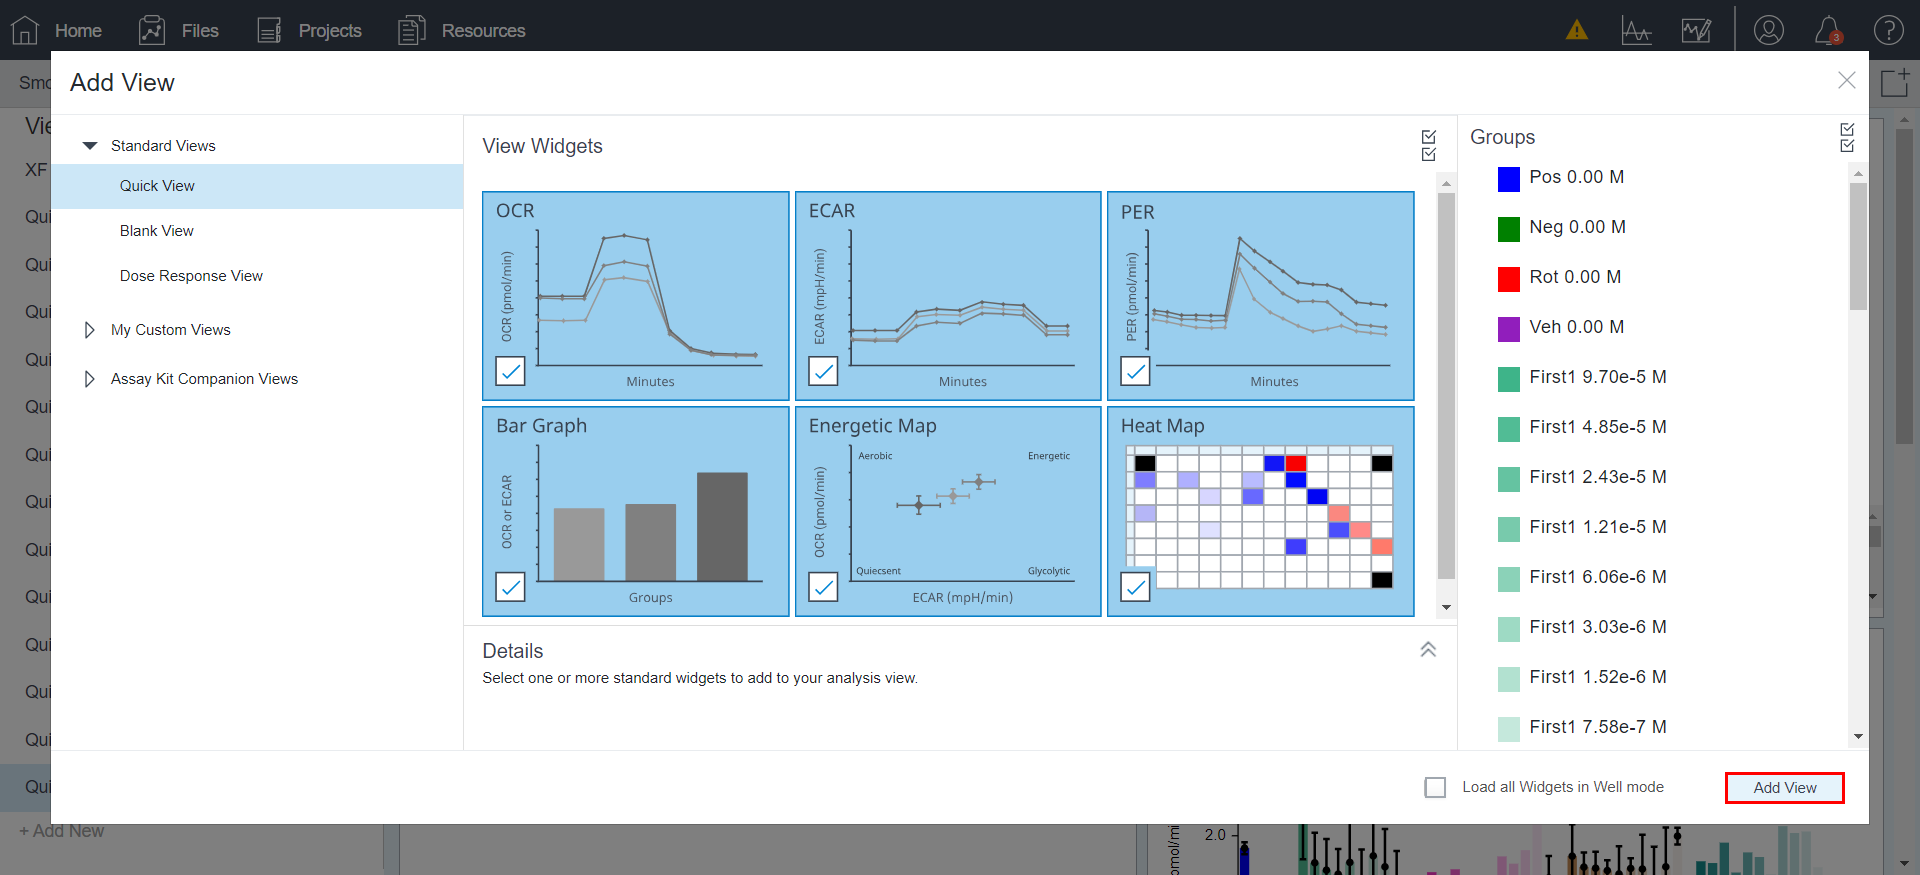 Home
Files
Projects
Resources
3
Smo
Add View
Vie
XF
Qui
Qui
Qui
Qui
Qui
Qui
Qui
Qui
Qui
Qui
Qui
Qui
Qui
+ Add New
Standard Views
Quick View
Blank View
Dose Response View
My Custom Views
Assay Kit Companion Views
View Widgets
OCR
OCR (pmol/min)
Minutes
ECAR
ECAR (mpH/min)
Minutes
PER
PER (pmol/min)
Minutes
Bar Graph
OCR or ECAR
Groups
Energetic Map
Aerobic
Energetic
OCR (pmol/min)
Quiecsent
Glycolytic
ECAR (mpH/min)
Heat Map
Details
Select one or more standard widgets to add to your analysis view.
Groups
Pos 0.00 M
Neg 0.00 M
Rot 0.00 M
Veh 0.00 M
First1 9.70e-5 M
First1 4.85e-5 M
First1 2.43e-5 M
First1 1.21e-5 M
First1 6.06e-6 M
First1 3.03e-6 M
First1 1.52e-6 M
First1 7.58e-7 M
Load all Widgets in Well mode
Add View
2.0
pmol/mi